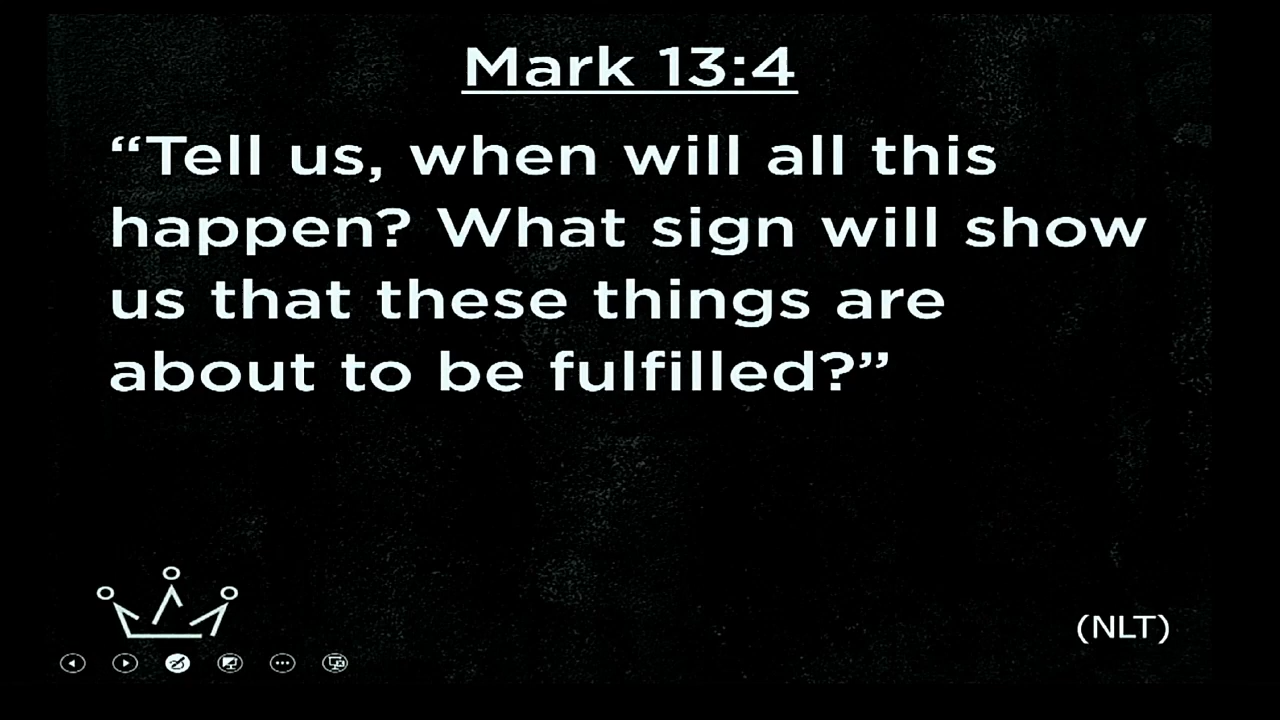 Mark 13:4
“Tell us, when will all this
happen? What sign will show
us that these things are
about to be fulfilled?”
(NLT)